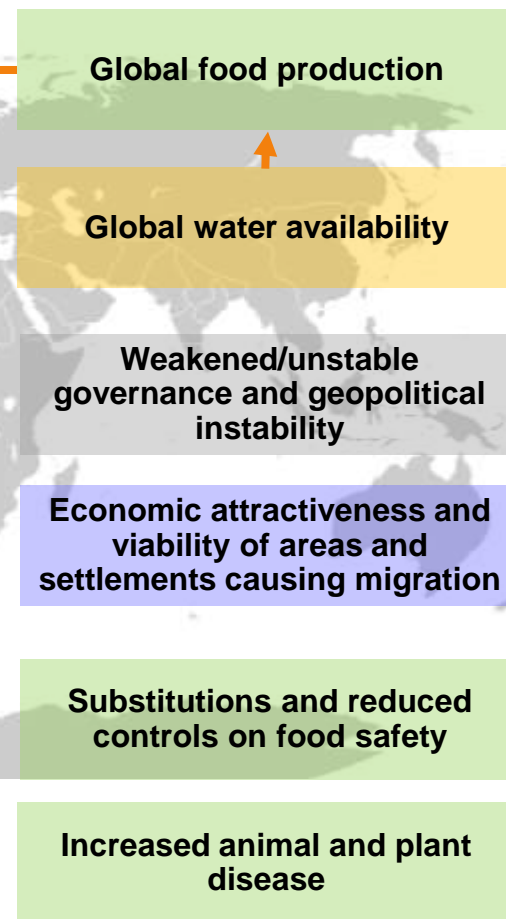 Global food production
Global water availability
Weakened/unstable
governance and geopolitical
instability
Economic attractiveness and
viability of areas and
settlements causing migration
Substitutions and reduced
controls on food safety
Increased animal and plant
disease